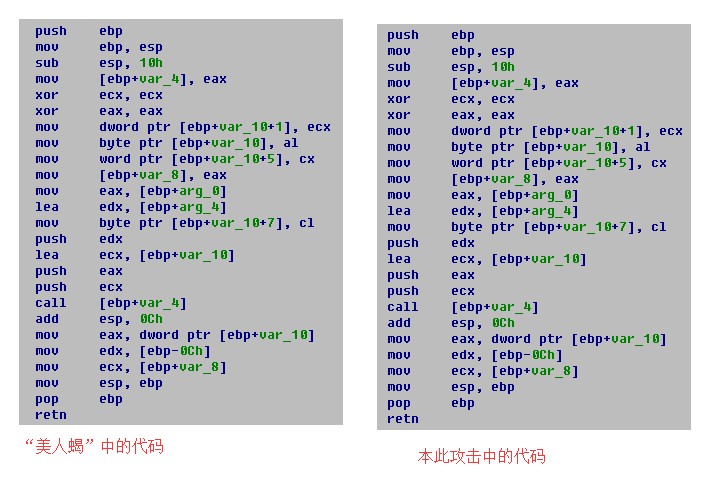 push ebp
mov ebp, esp
sub esp, 10h
mov [ebp+var_4], eax
xor ecx, ecx
xor eax, eax
mov dword ptr [ebp+var_10+1], ecx
mov byte ptr [ebp+var_10], al
mov word ptr [ebp+var_10+5], cx
mov [ebp+var_8], eax
mov eax, [ebp+arg_0]
lea edx, [ebp+arg_4]
mov byte ptr [ebp+var_10+7], cl
push edx
lea ecx, [ebp+var_10]
push eax
push ecx
call [ebp+var_4]
add esp, 0Ch
mov eax, dword ptr [ebp+var_10]
mov edx, [ebp-0Ch]
mov ecx, [ebp+var_8]
mov esp, ebp
pop ebp
retn
“美人蝎”中的代码
push ebp
mov ebp, esp
sub esp, 10h
mov [ebp+var_4], eax
xor ecx, ecx
xor eax, eax
mov dword ptr [ebp+var_10+1], ecx
mov byte ptr [ebp+var_10], al
mov word ptr [ebp+var_10+5], cx
mov [ebp+var_8], eax
mov eax, [ebp+arg_0]
lea edx, [ebp+arg_4]
mov byte ptr [ebp+var_10+7], cl
push edx
lea ecx, [ebp+var_10]
push eax
push ecx
call [ebp+var_4]
add esp, 0Ch
mov eax, dword ptr [ebp+var_10]
mov edx, [ebp-0Ch]
mov ecx, [ebp+var_8]
mov esp, ebp
pop ebp
retn
本此攻击中的代码